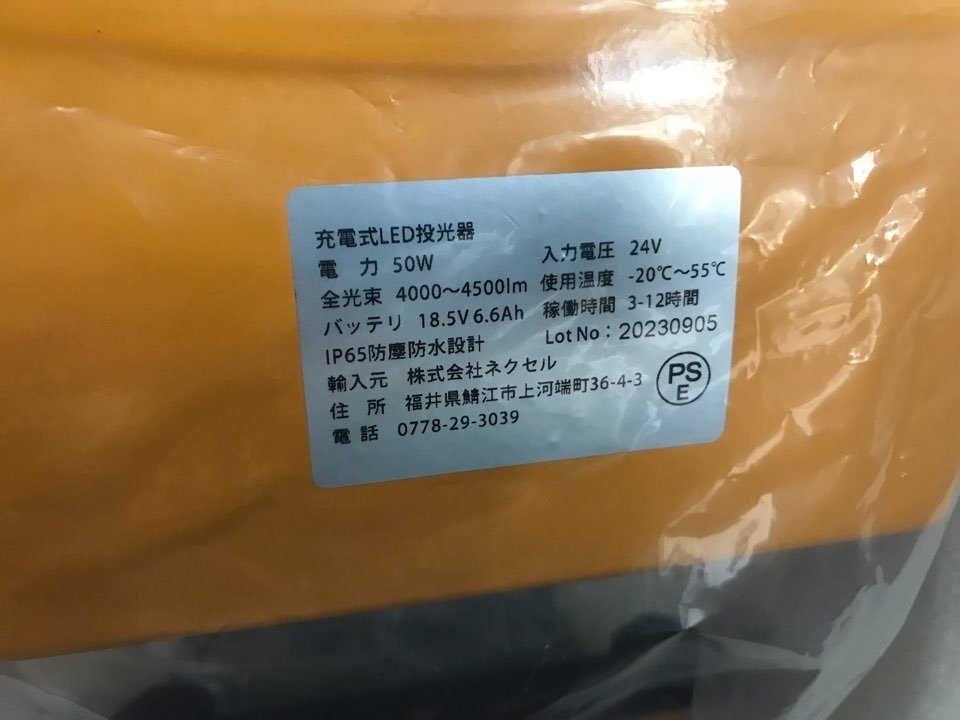 充電式LED投光器
電 力 50W 入力電圧 24V
全光束 4000～4500lm 使用温度 -20℃～55℃
バッテリ 18.5V 6.6Ah 稼働時間 3-12時間
IP65防塵防水設計 Lot No：20230905
輸入元 株式会社ネクセル
住 所 福井県鯖江市上河端町36-4-3
電 話 0778-29-3039
PS
E